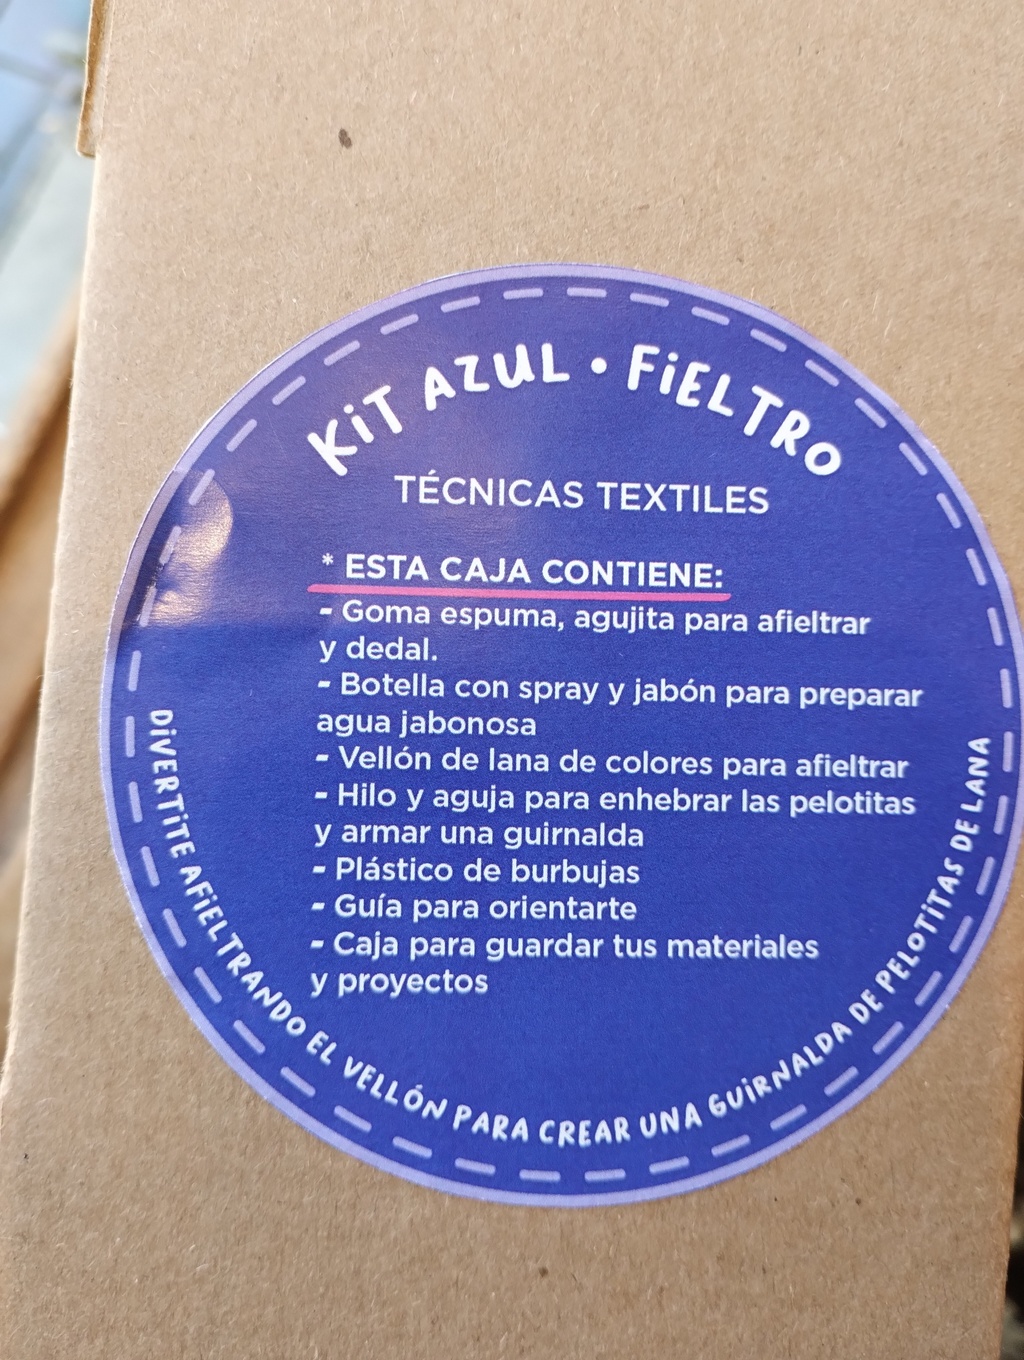 KiT AZUL • FiELTRO
TÉCNICAS TEXTILES
* ESTA CAJA CONTIENE:
- Goma espuma, agujita para afieltrar
y dedal.
- Botella con spray y jabón para preparar
agua jabonosa
- Vellón de lana de colores para afieltrar
- Hilo y aguja para enhebrar las pelotitas
y armar una guirnalda
- Plástico de burbujas
- Guía para orientarte
- Caja para guardar tus materiales
y proyectos
DiVERTiTE AFiELTRANDO EL VELLÓN PARA CREAR UNA GUiRNALDA DE PELOTiTAS DE LANA